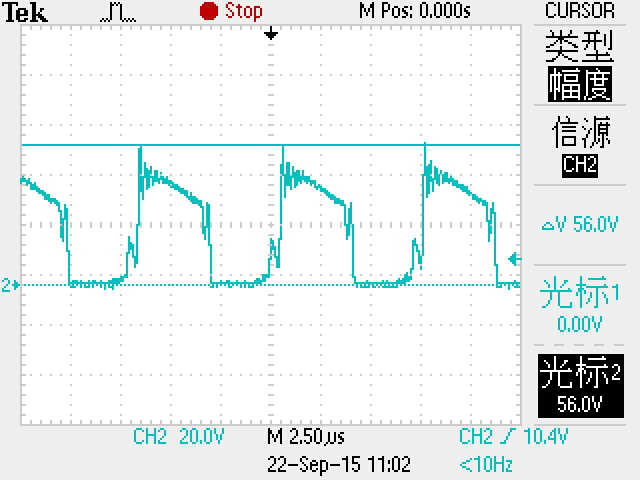 Tek
Stop
M Pos: 0.000s
CURSOR
类型
幅度
信源
CH2
△V 56.0V
2
光标1
0.00V
光标2
56.0V
CH2 20.0V
M 2.50µs
CH2 / 10.4V
22-Sep-15 11:02
<10Hz